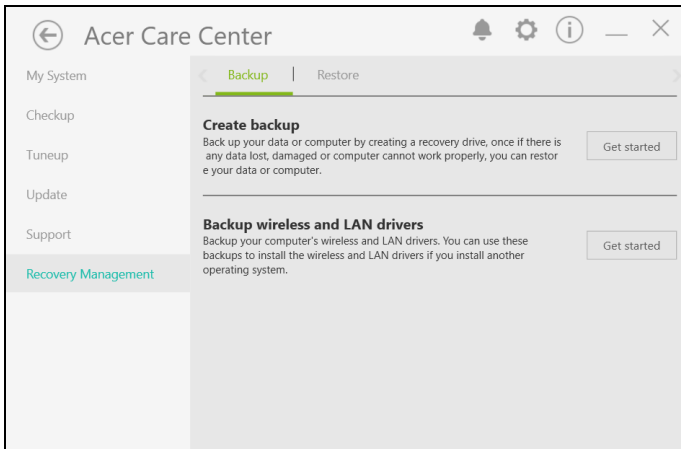 Acer Care Center
My System
Checkup
Tuneup
Update
Support
Recovery Management
Backup
Restore
Create backup
Back up your data or computer by creating a recovery drive, once if there is
any data lost, damaged or computer cannot work properly, you can restor
e your data or computer.
Get started
Backup wireless and LAN drivers
Backup your computer's wireless and LAN drivers. You can use these
backups to install the wireless and LAN drivers if you install another
operating system.
Get started